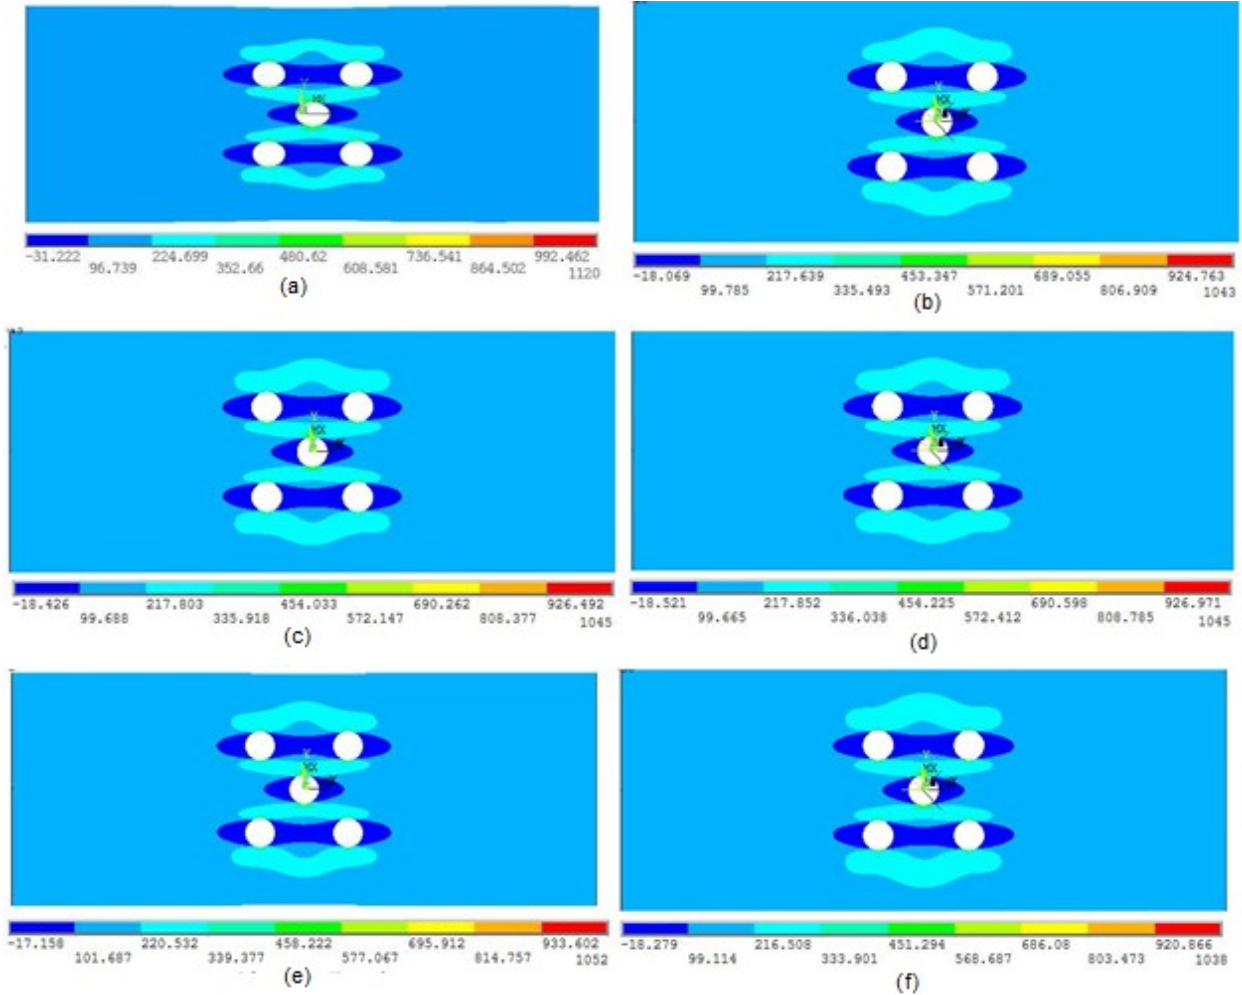 Y
MX
-31.222 224.699 480.62 736.541 992.462
96.739 352.66 608.581 864.502 1120
(a)
MX
-18.069 217.639 453.347 689.055 924.763
99.785 335.493 571.201 806.909 1043
(b)
Y
MX
-18.426 217.803 454.033 690.262 926.492
99.688 335.918 572.147 808.377 1045
(c)
Y
MX
-18.521 217.852 454.225 690.598 926.971
99.665 336.038 572.412 808.785 1045
(d)
Y
MX
-17.158 220.532 458.222 695.912 933.602
101.687 339.377 577.067 814.757 1052
(e)
Y
MX
-18.279 216.508 451.294 686.08 920.866
99.114 333.901 568.687 803.473 1038
(f)